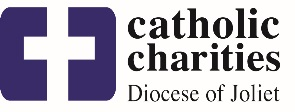 catholic
charities
Diocese of Joliet